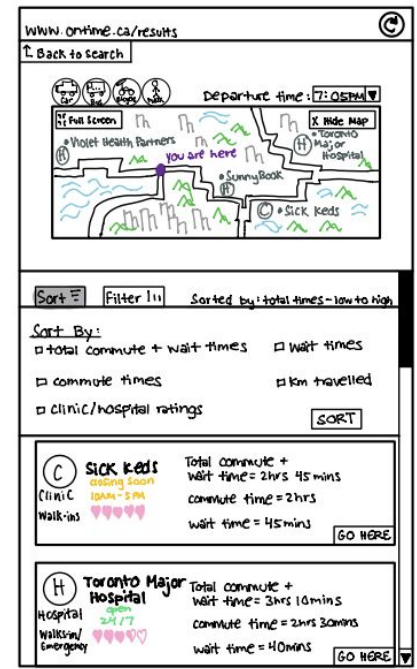 www.ontime.ca/results
Back to search
Car Bus Bicycle
Departure time: 7:05PM
Full Screen
X Hide Map
Violet Health Partners
H
you are here
Toronto Major Hospital
H
SunnyBook
H
C
Sick Keds
Sort
Filter
Sorted by: total times-low to high
Sort By:
total commute + wait times
wait times
commute times
Km travelled
clinic/hospital ratings
SORT
C
Sick Keds
closing soon
10AM-5PM
Clinic
Walk-ins
Total commute +
wait time= 2hrs 45 mins
commute time = 2hrs
wait time = 45mins
GO HERE
H
Toronto Major
Hospital
open
24/7
Hospital
Walks-in/
Emergency
Total commute +
wait time= 3hrs 10mins
commute time = 2hrs 30mins
wait time = 40mins
GO HERE